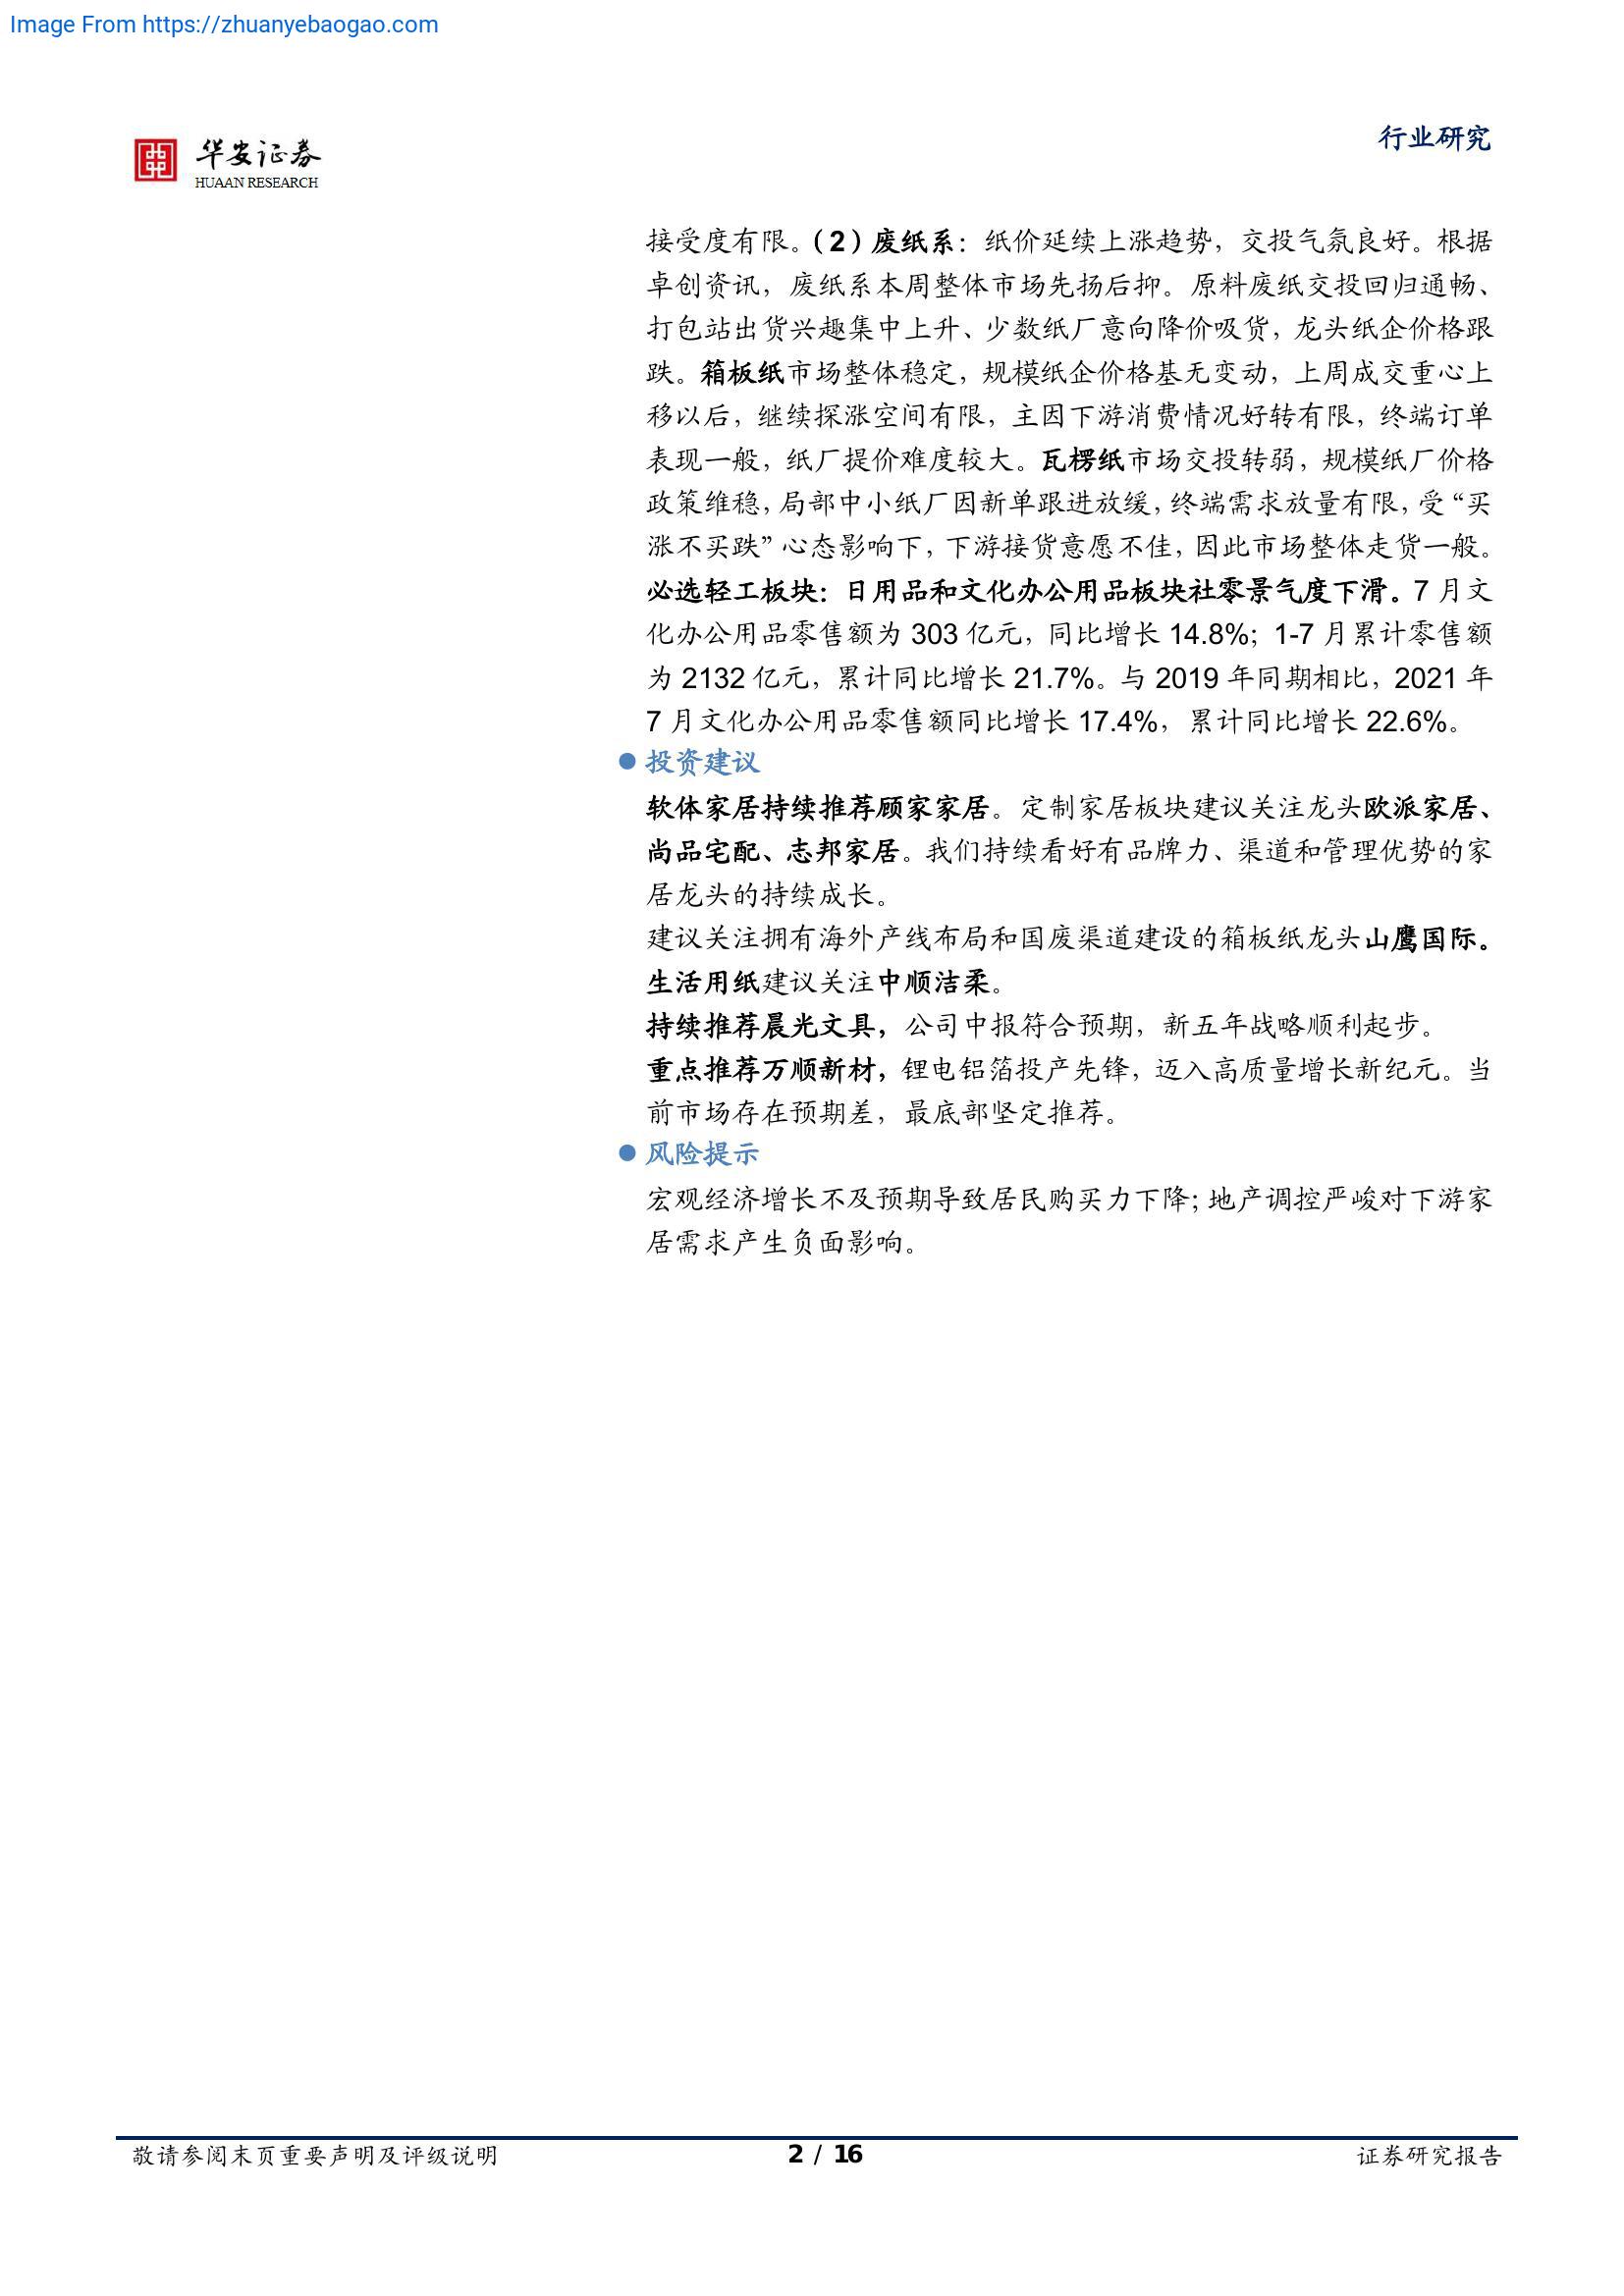 Image From https://zhuanyebaogao.com
华安证券
HUAAN RESEARCH
行业研究
接受度有限。（2）废纸系：纸价延续上涨趋势，交投气氛良好。根据
卓创资讯，废纸系本周整体市场先扬后抑。原料废纸交投回归通畅、
打包站出货兴趣集中上升、少数纸厂意向降价吸货，龙头纸企价格跟
跌。箱板纸市场整体稳定，规模纸企价格基无变动，上周成交重心上
移以后，继续探涨空间有限，主因下游消费情况好转有限，终端订单
表现一般，纸厂提价难度较大。瓦楞纸市场交投转弱，规模纸厂价格
政策维稳，局部中小纸厂因新单跟进放缓，终端需求放量有限，受“买
涨不买跌”心态影响下，下游接货意愿不佳，因此市场整体走货一般。
必选轻工板块：日用品和文化办公用品板块社零景气度下滑。7 月文
化办公用品零售额为 303 亿元，同比增长 14.8%；1-7 月累计零售额
为 2132 亿元，累计同比增长 21.7%。与 2019 年同期相比，2021 年
7 月文化办公用品零售额同比增长 17.4%，累计同比增长 22.6%。
● 投资建议
软体家居持续推荐顾家家居。定制家居板块建议关注龙头欧派家居、
尚品宅配、志邦家居。我们持续看好有品牌力、渠道和管理优势的家
居龙头的持续成长。
建议关注拥有海外产线布局和国废渠道建设的箱板纸龙头山鹰国际。
生活用纸建议关注中顺洁柔。
持续推荐晨光文具，公司中报符合预期，新五年战略顺利起步。
重点推荐万顺新材，锂电铝箔投产先锋，迈入高质量增长新纪元。当
前市场存在预期差，最底部坚定推荐。
● 风险提示
宏观经济增长不及预期导致居民购买力下降；地产调控严峻对下游家
居需求产生负面影响。
敬请参阅末页重要声明及评级说明
2 / 16
证券研究报告